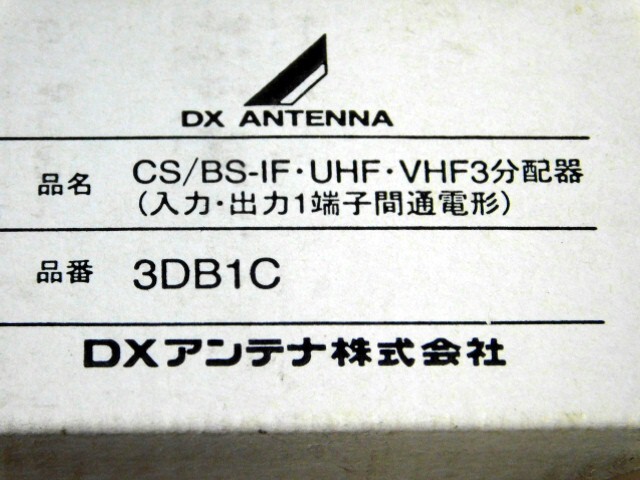 DX ANTENNA
品名 CS/BS-IF・UHF・VHF3分配器
(入力・出力1端子間通電形)
品番 3DB1C
DXアンテナ株式会社